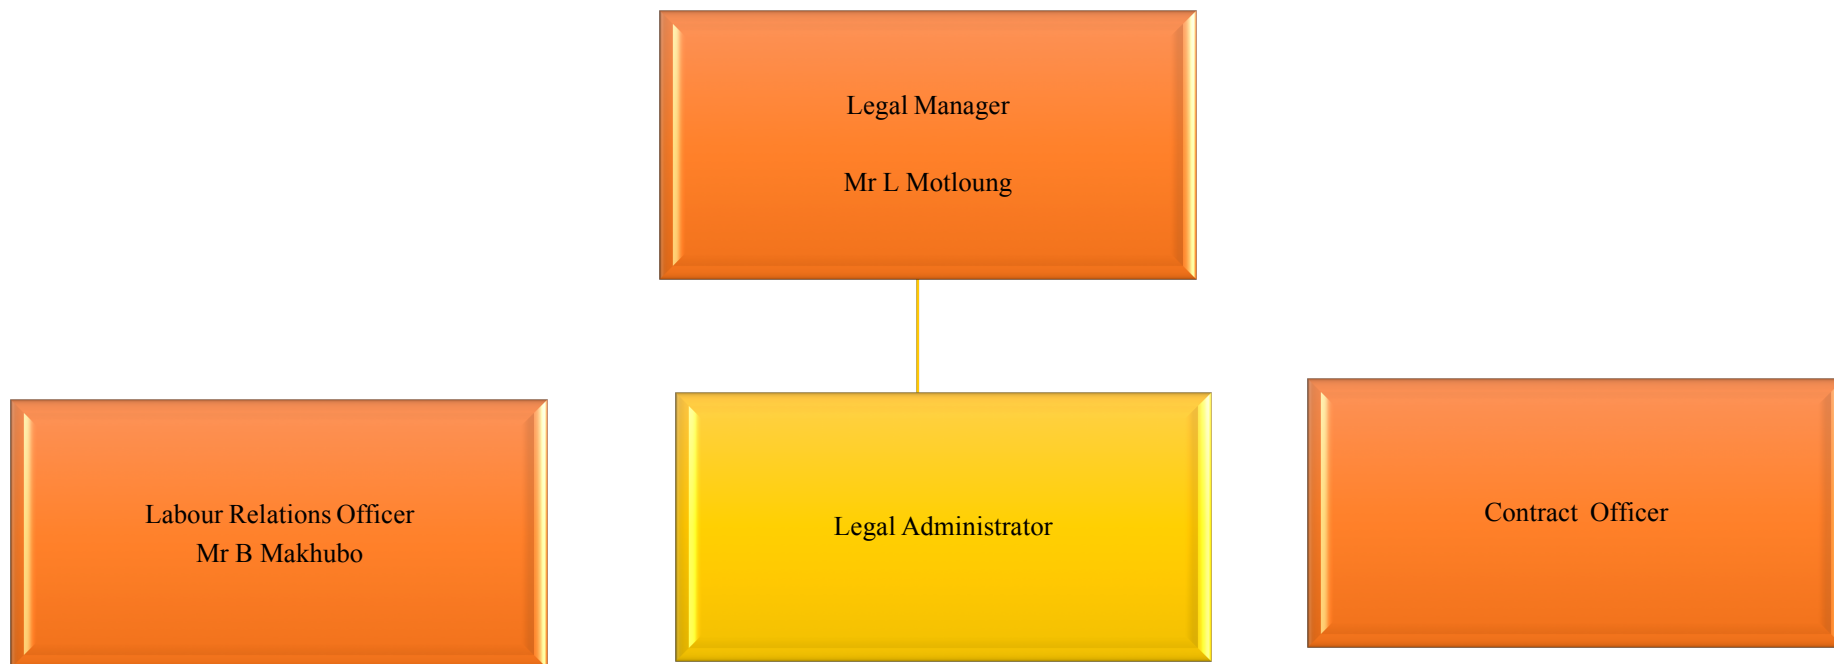 Legal Manager
Mr L Motloung
Labour Relations Officer
Mr B Makhubo
Legal Administrator
Contract Officer